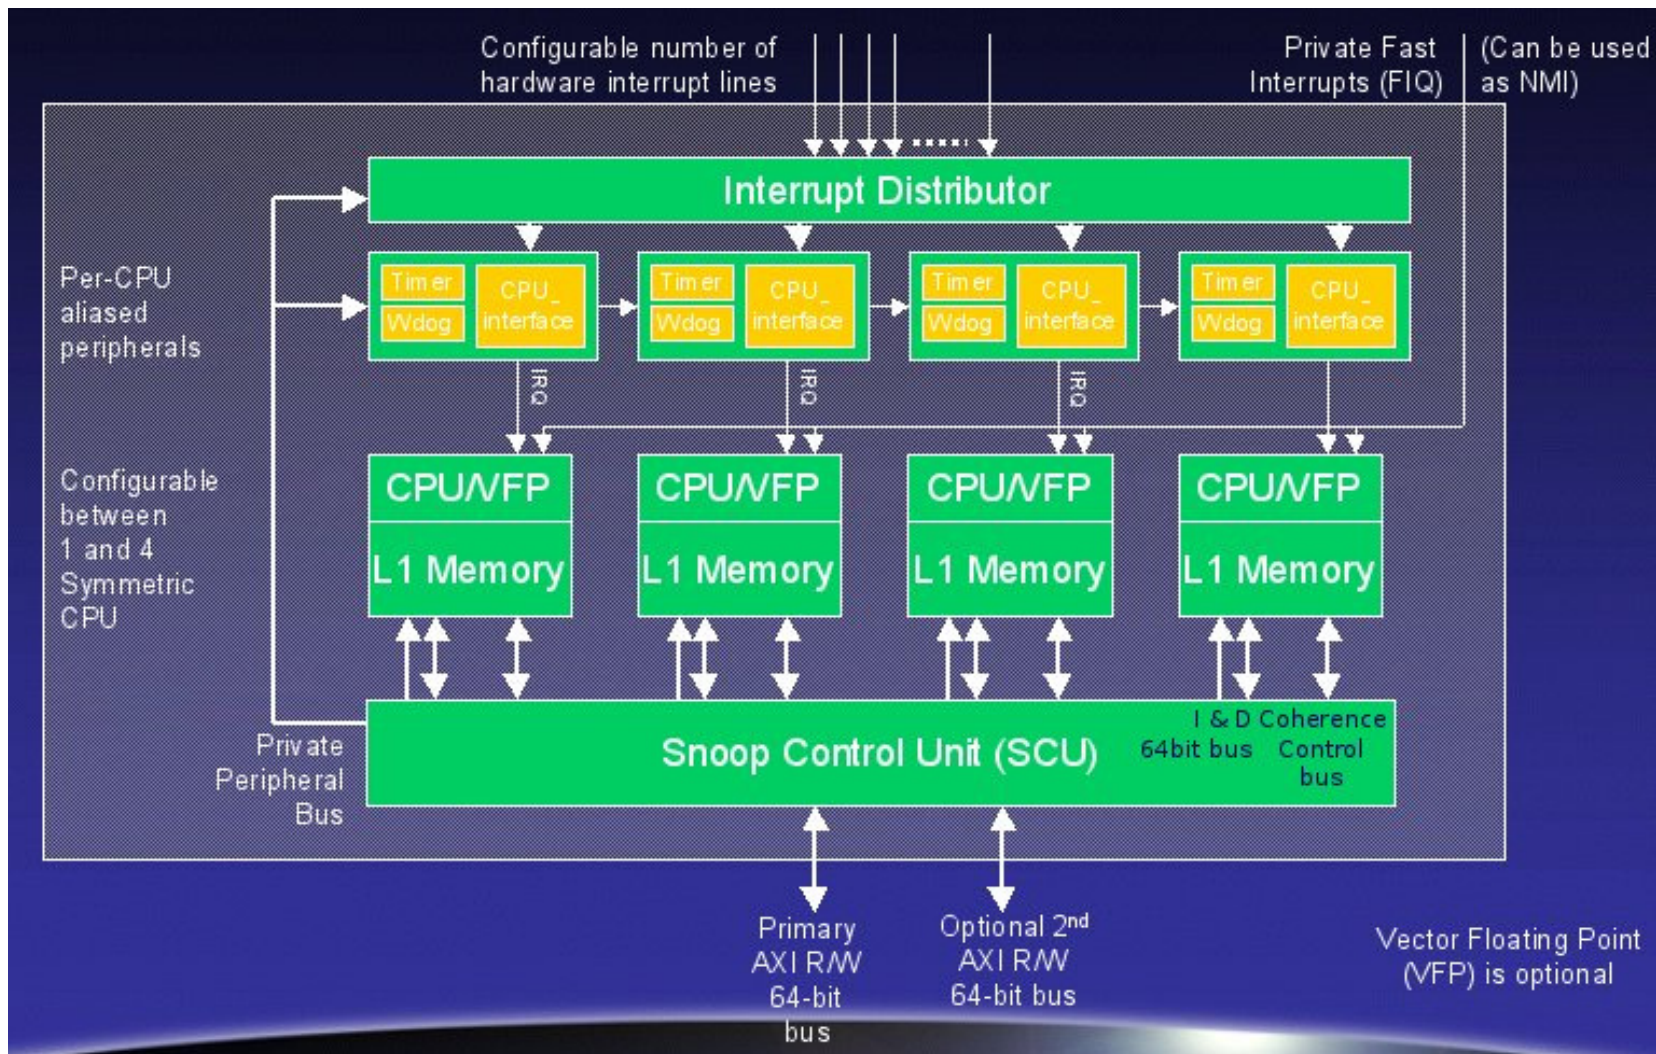 Configurable number of
hardware interrupt lines
Private Fast
Interrupts (FIQ)
(Can be used
as NMI)
Interrupt Distributor
Per-CPU
aliased
peripherals
Timer
Wdog
CPU_
interface
Timer
Wdog
CPU_
interface
Timer
Wdog
CPU_
interface
Timer
Wdog
CPU_
interface
IRQ
IRQ
IRQ
Configurable
between
1 and 4
Symmetric
CPU
CPU/VFP
L1 Memory
CPU/VFP
L1 Memory
CPU/VFP
L1 Memory
CPU/VFP
L1 Memory
Private
Peripheral
Bus
Snoop Control Unit (SCU)
I & D
64bit bus
Coherence
Control
bus
Primary
AXI R/W
64-bit
bus
Optional 2nd
AXI R/W
64-bit bus
Vector Floating Point
(VFP) is optional